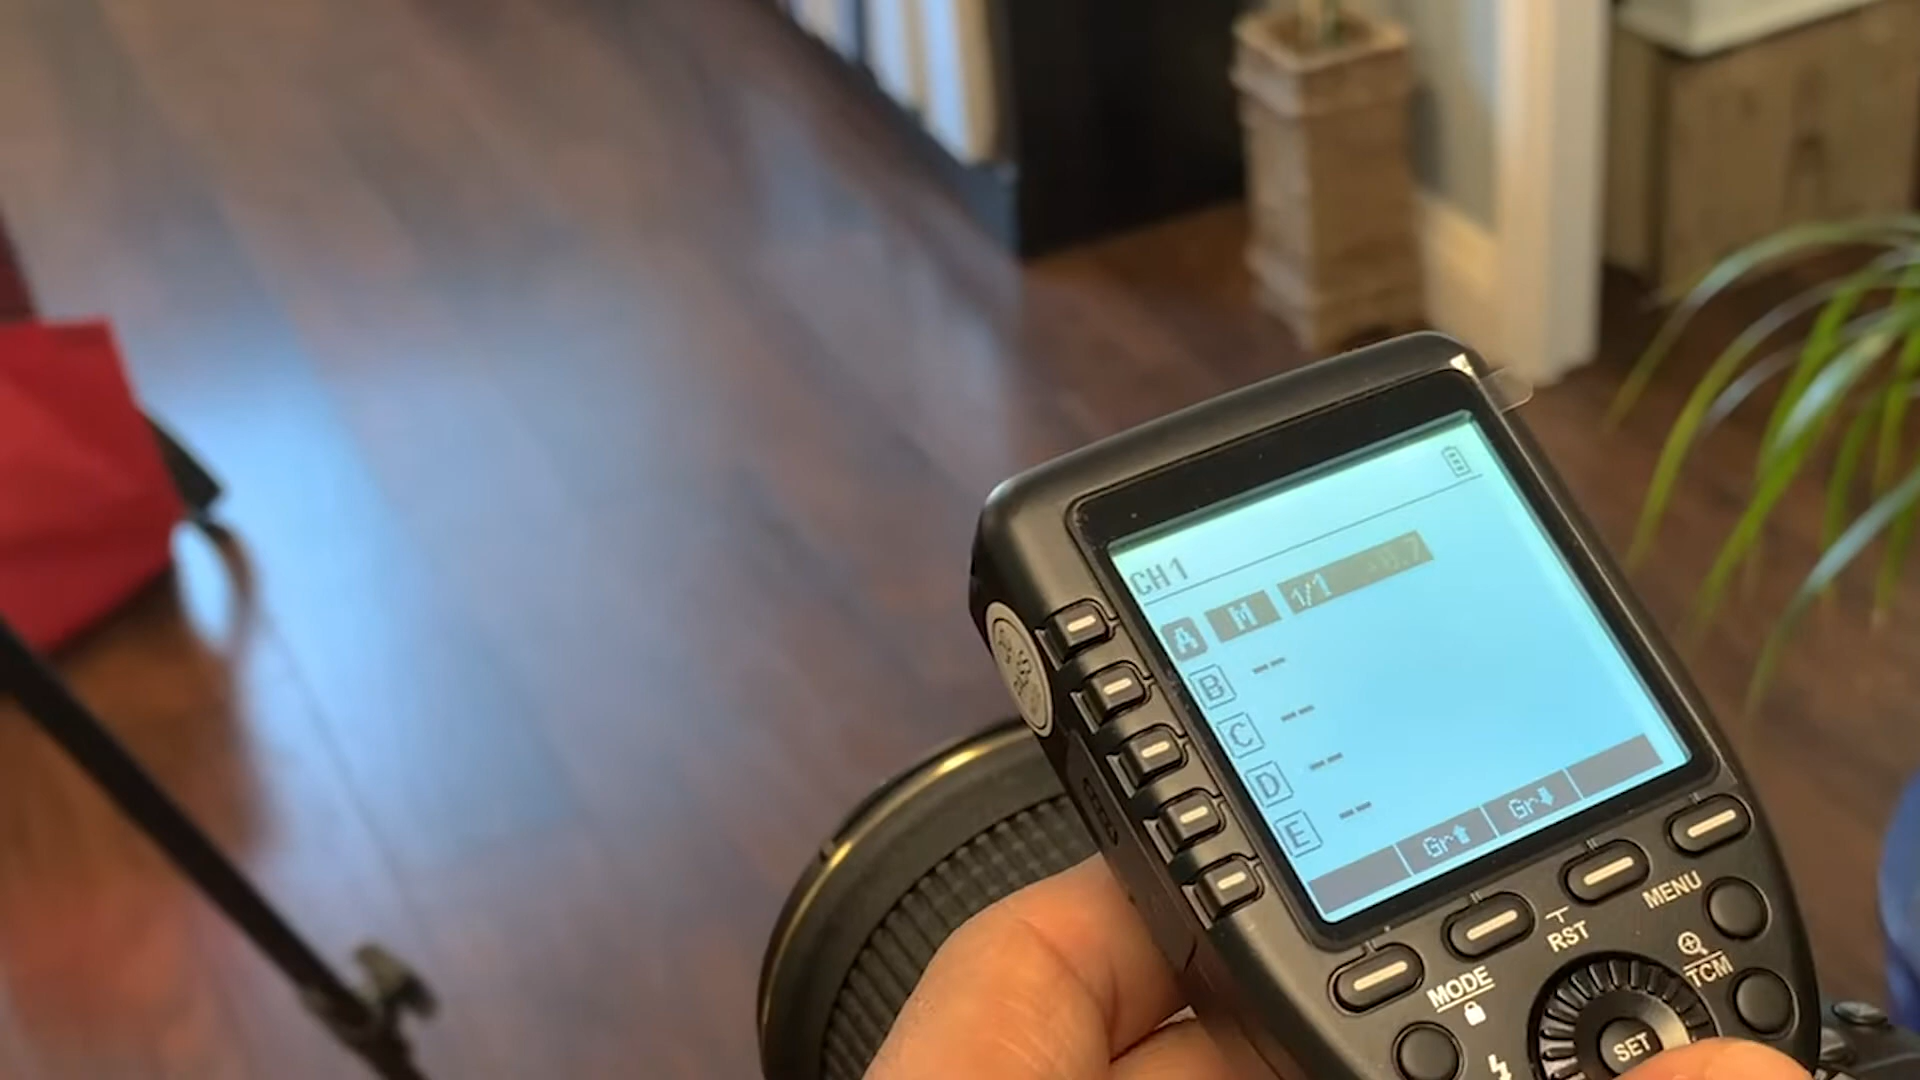 CH1
A M 1/1
B --
C --
D --
E --
Gr⬆ Gr⬇
MENU
RST
TCM
MODE
SET